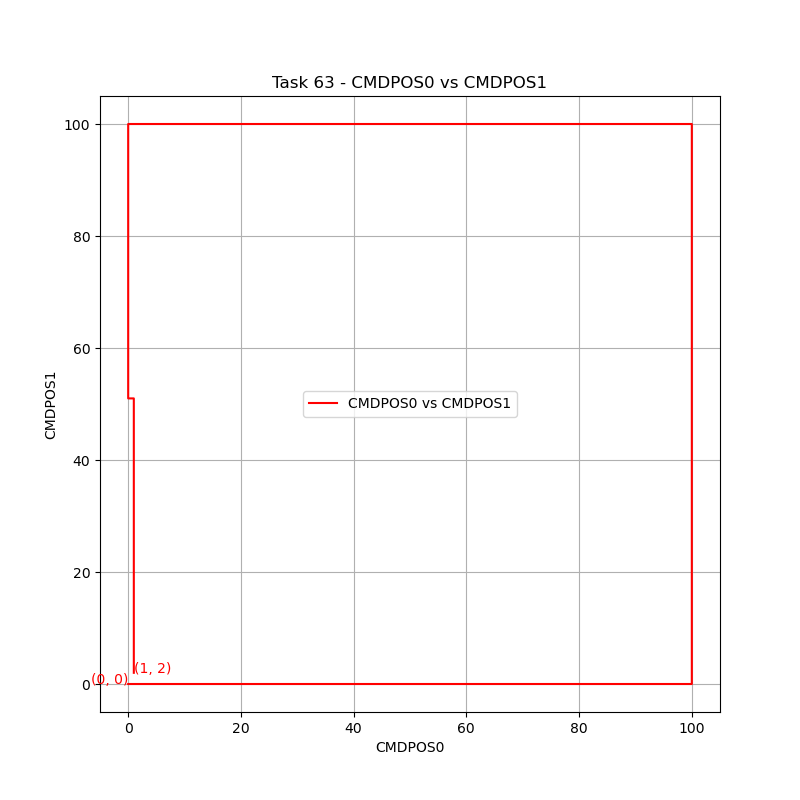 Task 63 - CMDPOS0 vs CMDPOS1
100
80
60
40
20
0
CMDPOS1
CMDPOS0 vs CMDPOS1
(1, 2)
(0, 0)
0 20 40 60 80 100
CMDPOS0